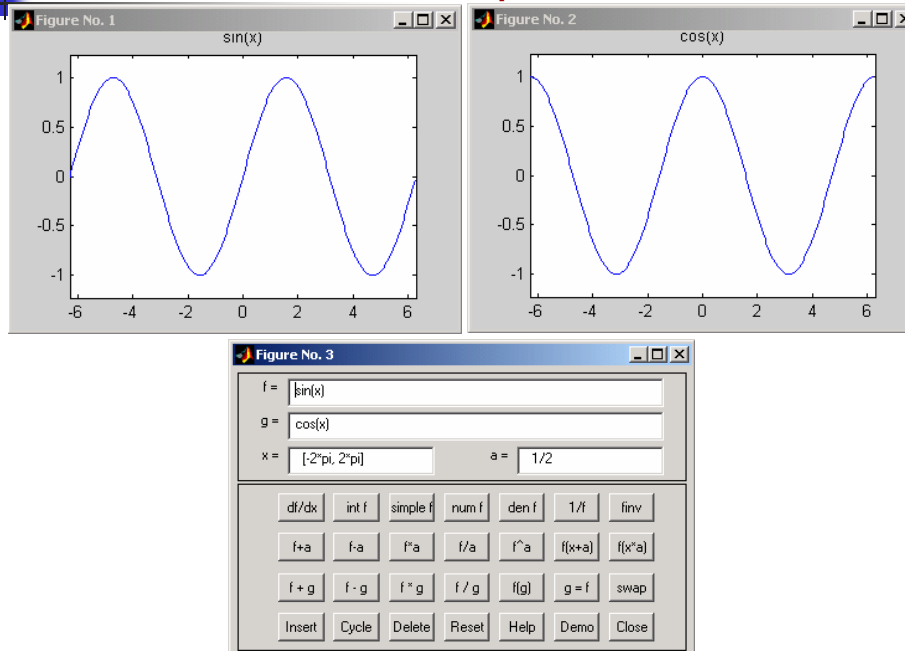 Figure No. 1
sin(x)
1
0.5
0
-0.5
-1
-6 -4 -2 0 2 4 6
Figure No. 2
cos(x)
1
0.5
0
-0.5
-1
-6 -4 -2 0 2 4 6
Figure No. 3
f = sin(x)
g = cos(x)
x = [-2*pi, 2*pi] a = 1/2
df/dx int f simple f num f den f 1/f finv
f+a f-a f*a f/a f^a f(x+a) f(x*a)
f + g f - g f * g f / g f(g) g = f swap
Insert Cycle Delete Reset Help Demo Close